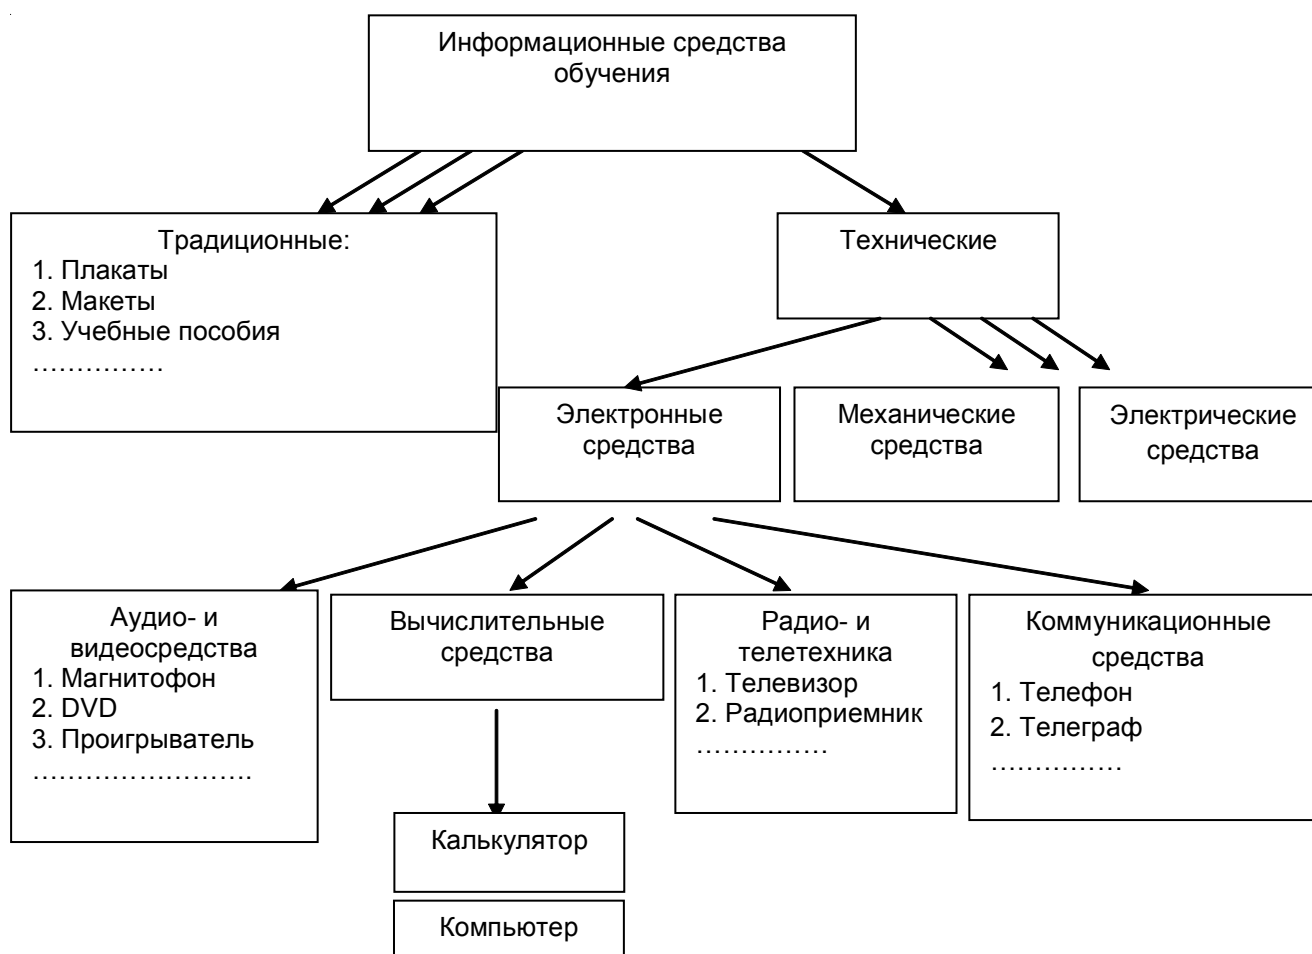 Информационные средства
обучения
Традиционные:
1. Плакаты
2. Макеты
3. Учебные пособия
……………
Технические
Электронные
средства
Механические
средства
Электрические
средства
Аудио- и
видеосредства
1. Магнитофон
2. DVD
3. Проигрыватель
…………………….
Вычислительные
средства
Радио- и
телетехника
1. Телевизор
2. Радиоприемник
……………
Коммуникационные
средства
1. Телефон
2. Телеграф
……………
Калькулятор
Компьютер